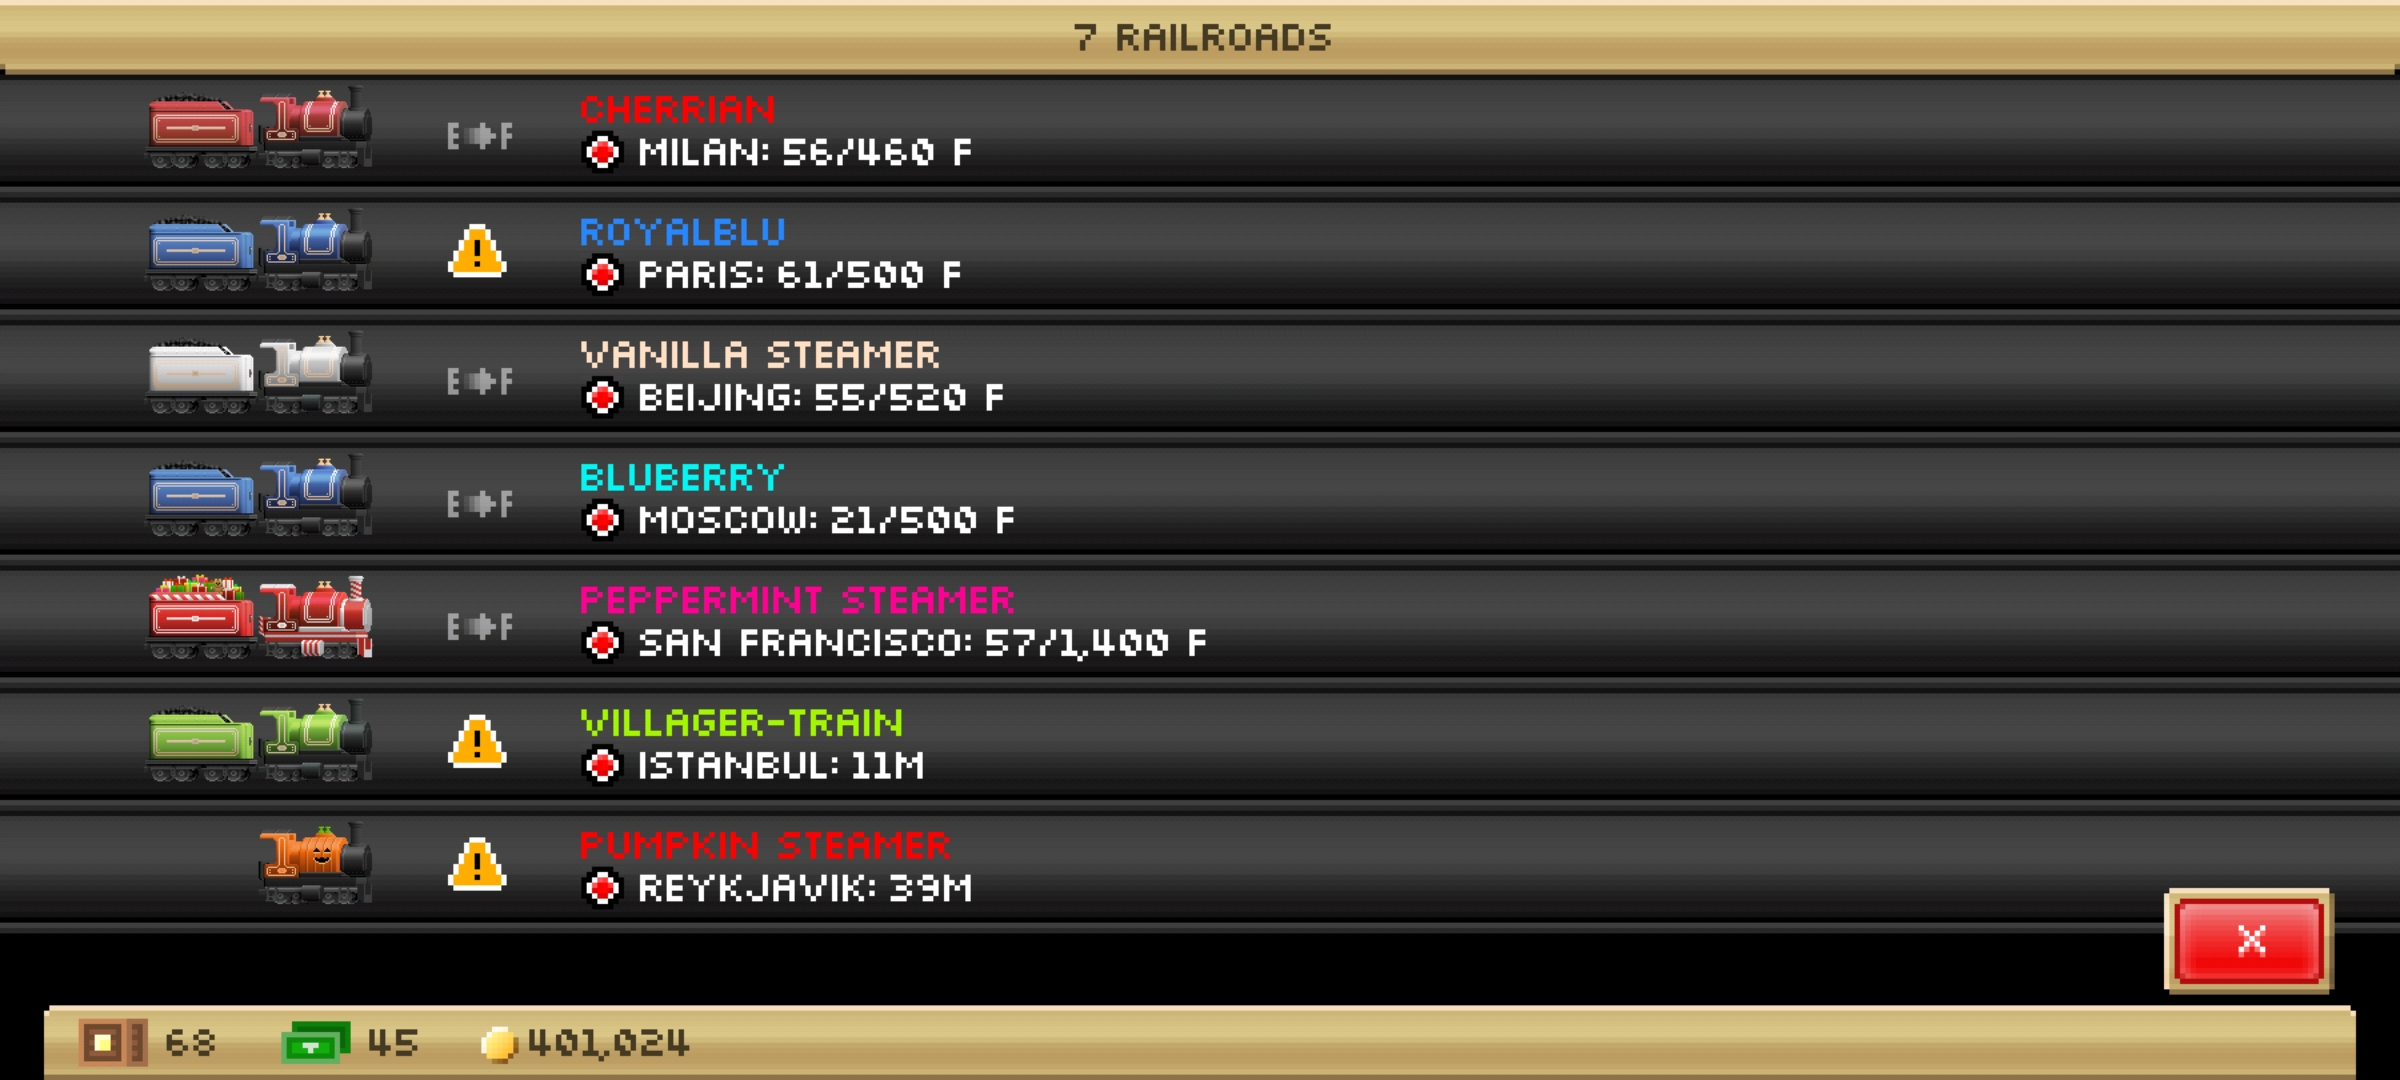 7 RAILROADS
CHERRIAN
E F
MILAN: 56/460 F
ROYALBLU
!
PARIS: 61/500 F
VANILLA STEAMER
E F
BEIJING: 55/520 F
BLUBERRY
E F
MOSCOW: 21/500 F
PEPPERMINT STEAMER
E F
SAN FRANCISCO: 57/1,400 F
VILLAGER-TRAIN
!
ISTANBUL: 11M
PUMPKIN STEAMER
!
REYKJAVIK: 39M
X
68 45 401,024